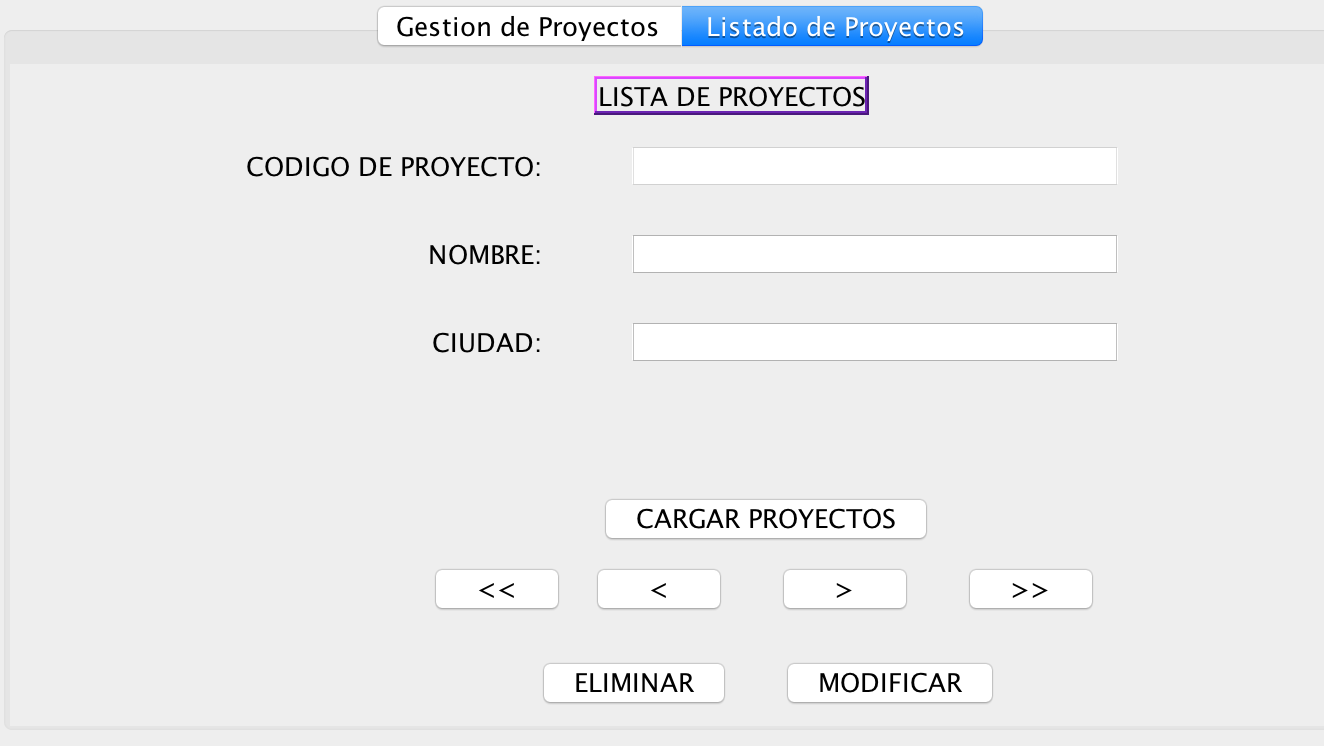 Gestion de Proyectos Listado de Proyectos
LISTA DE PROYECTOS
CODIGO DE PROYECTO:
NOMBRE:
CIUDAD:
CARGAR PROYECTOS
<< < > >>
ELIMINAR MODIFICAR